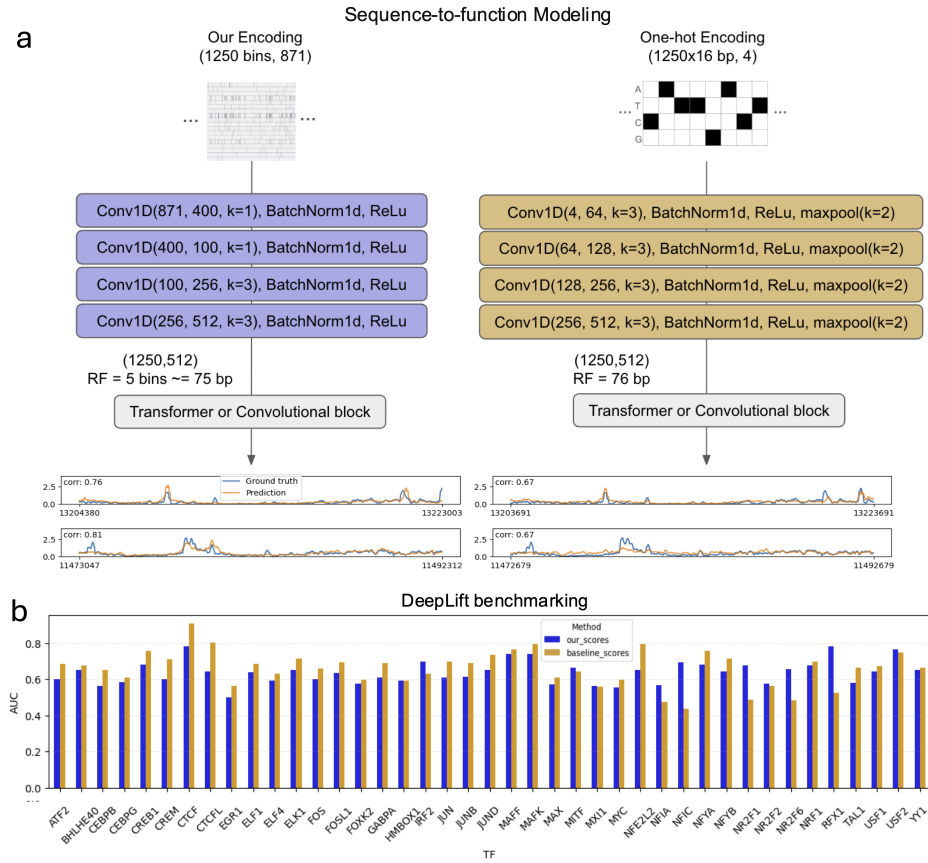 Sequence-to-function Modeling
a
Our Encoding
(1250 bins, 871)
...
...
Conv1D(871, 400, k=1), BatchNorm1d, ReLu
Conv1D(400, 100, k=1), BatchNorm1d, ReLu
Conv1D(100, 256, k=3), BatchNorm1d, ReLu
Conv1D(256, 512, k=3), BatchNorm1d, ReLu
(1250,512)
RF = 5 bins ~= 75 bp
Transformer or Convolutional block
One-hot Encoding
(1250x16 bp, 4)
A
T
C
G
...
...
Conv1D(4, 64, k=3), BatchNorm1d, ReLu, maxpool(k=2)
Conv1D(64, 128, k=3), BatchNorm1d, ReLu, maxpool(k=2)
Conv1D(128, 256, k=3), BatchNorm1d, ReLu, maxpool(k=2)
Conv1D(256, 512, k=3), BatchNorm1d, ReLu, maxpool(k=2)
(1250,512)
RF = 76 bp
Transformer or Convolutional block
corr: 0.76
Ground truth
Prediction
2.5
0.0
13204380
13223003
corr: 0.81
2.5
0.0
11473047
11492312
corr: 0.67
2.5
0.0
13203691
13223691
corr: 0.67
2.5
0.0
11472679
11492679
b
DeepLift benchmarking
Method
our_scores
baseline_scores
AUC
0.8
0.6
0.4
0.2
0.0
ATF2
BHLHE40
CEBPB
CEBPG
CREB1
CREM
CTCF
CTCFL
EGR1
ELF1
ELF4
ELK1
FOS
FOSL1
FOXK2
GABPA
HMBOX1
IRF2
JUN
JUNB
JUND
MAFF
MAFK
MAX
MITF
MXI1
MYC
NFE2L2
NFIA
NFIC
NFYA
NFYB
NR2F1
NR2F2
NR2F6
NRF1
RFX1
TAL1
USF1
USF2
YY1
TF